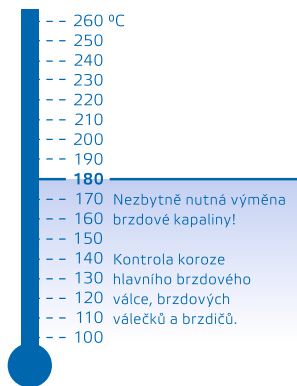 260 ⁰C
250
240
230
220
210
200
190
180
170 Nezbytně nutná výměna
160 brzdové kapaliny!
150
140 Kontrola koroze
130 hlavního brzdového
120 válce, brzdových
110 válečků a brzdičů.
100